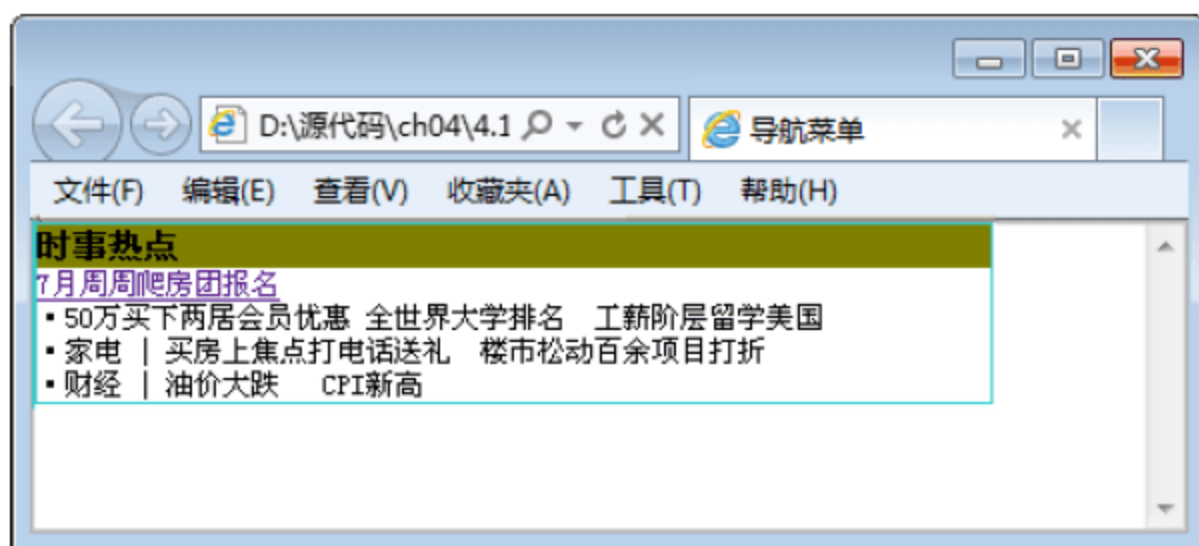 D:\源代码\ch04\4.1
导航菜单
文件(F) 编辑(E) 查看(V) 收藏夹(A) 工具(T) 帮助(H)
时事热点
7月周周爬房团报名
▪50万买下两居会员优惠 全世界大学排名 工薪阶层留学美国
▪家电 | 买房上焦点打电话送礼 楼市松动百余项目打折
▪财经 | 油价大跌 CPI新高